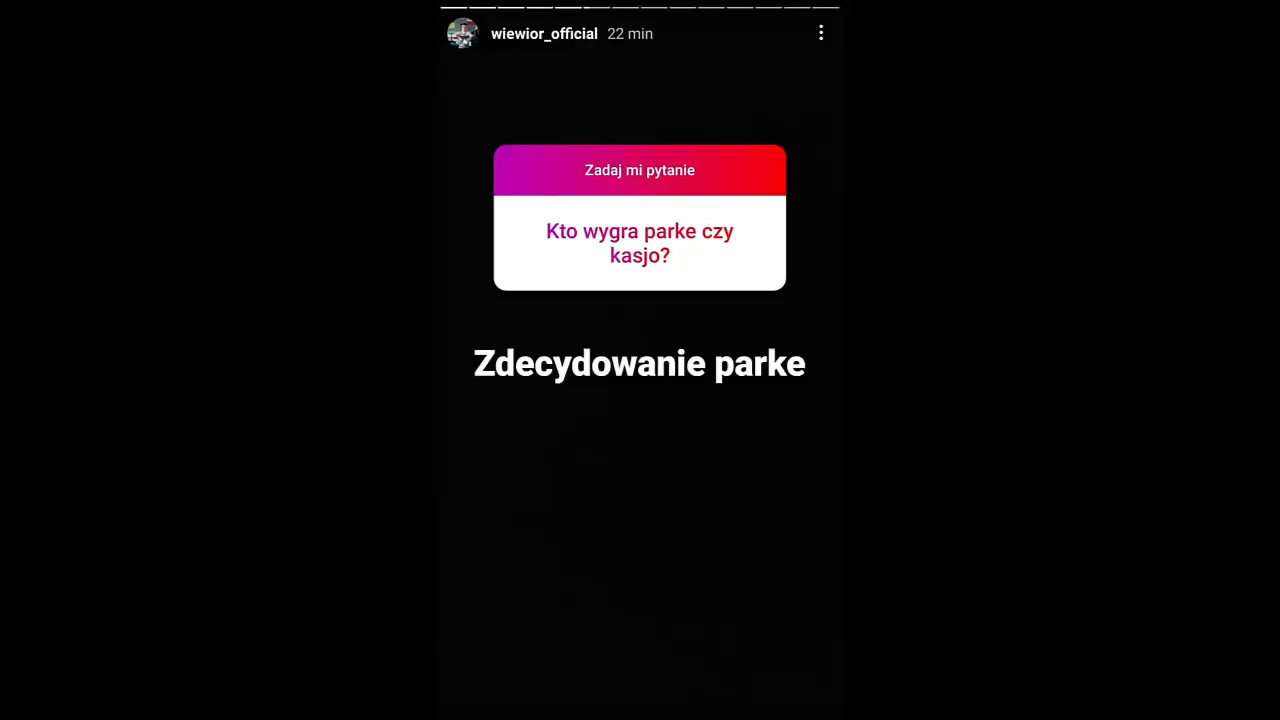 wiewior_official 22 min
Zadaj mi pytanie
Kto wygra parke czy
kasjo?
Zdecydowanie parke